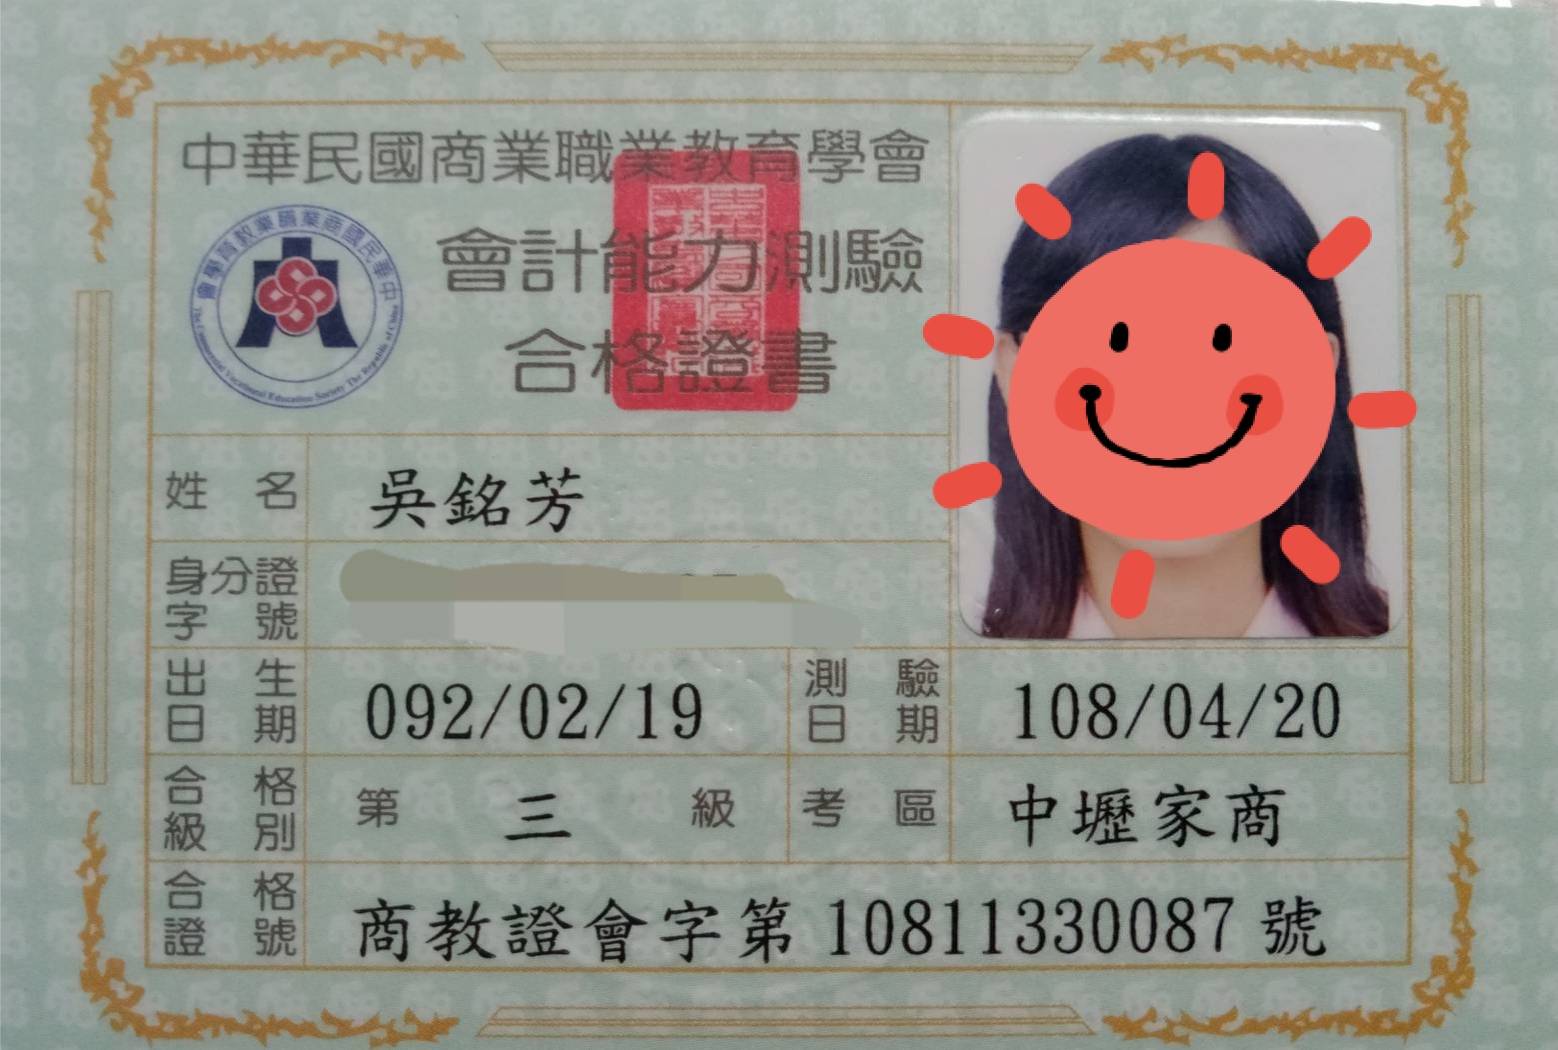 中華民國商業職業教育學會
會計能力測驗
合格證書
中華民國商業職業教育學會
The Commercial Vocational Education Society The Republic of China
姓名 吳銘芳
身分證字號
出生日期 092/02/19 測驗日期 108/04/20
合格級別 第 三 級 考區 中壢家商
合格證號 商教證會字第 10811330087 號